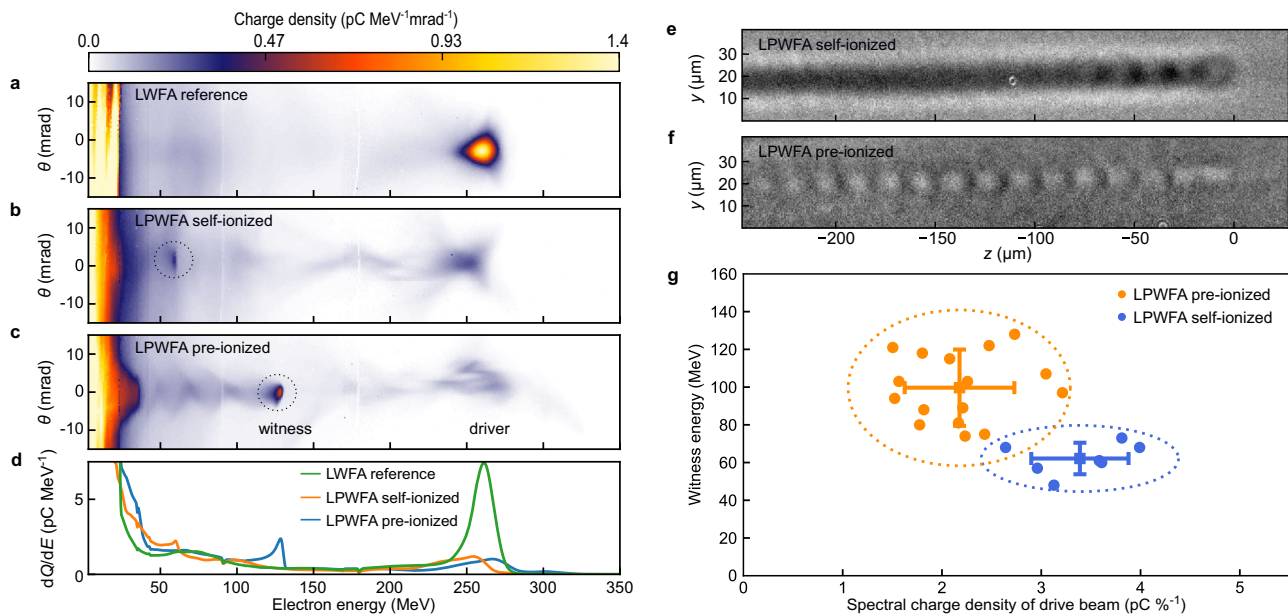 Charge density (pC MeV⁻¹mrad⁻¹)
0.0 0.47 0.93 1.4
a
LWFA reference
θ (mrad)
10
0
-10
b
LPWFA self-ionized
θ (mrad)
10
0
-10
c
LPWFA pre-ionized
θ (mrad)
10
0
-10
witness driver
d
dQ/dE (pC MeV⁻¹)
5
0
LWFA reference
LPWFA self-ionized
LPWFA pre-ionized
50 100 150 200 250 300 350
Electron energy (MeV)
e
LPWFA self-ionized
y (µm)
40
30
20
10
f
LPWFA pre-ionized
y (µm)
40
30
20
10
−200 −150 −100 −50 0
z (µm)
g
Witness energy (MeV)
160
140
120
100
80
60
40
20
0
LPWFA pre-ionized
LPWFA self-ionized
0 1 2 3 4 5
Spectral charge density of drive beam (pC %⁻¹)